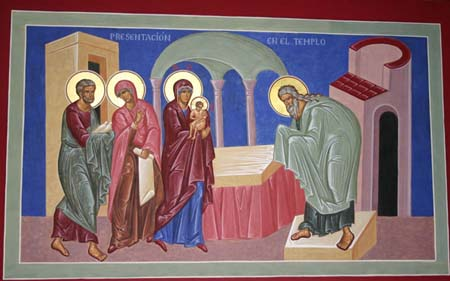 PRESENTACIÓN EN EL TEMPLO